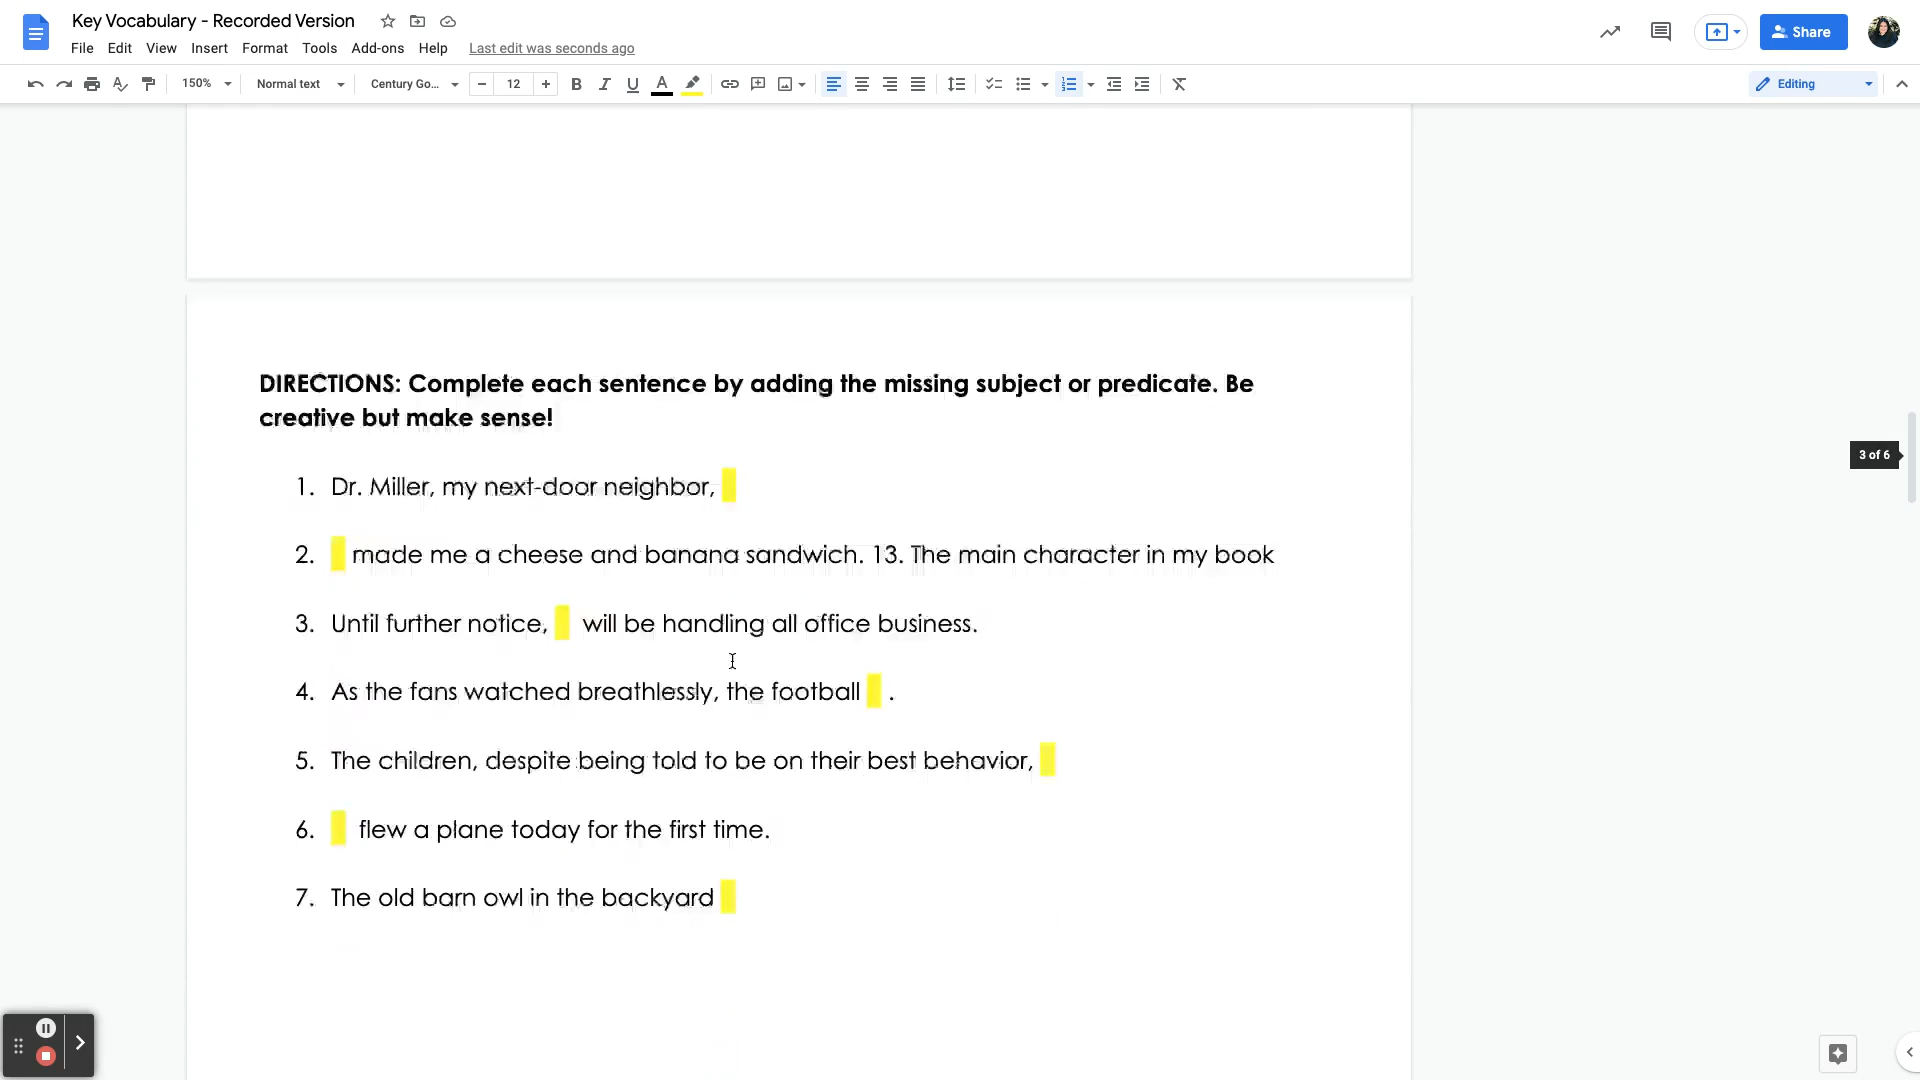 Key Vocabulary - Recorded Version
File Edit View Insert Format Tools Add-ons Help Last edit was seconds ago
Share
150% Normal text Century Go... 12 B I U A Editing
DIRECTIONS: Complete each sentence by adding the missing subject or predicate. Be
creative but make sense!
1. Dr. Miller, my next-door neighbor,
3 of 6
2. made me a cheese and banana sandwich. 13. The main character in my book
3. Until further notice, will be handling all office business.
4. As the fans watched breathlessly, the football .
5. The children, despite being told to be on their best behavior,
6. flew a plane today for the first time.
7. The old barn owl in the backyard